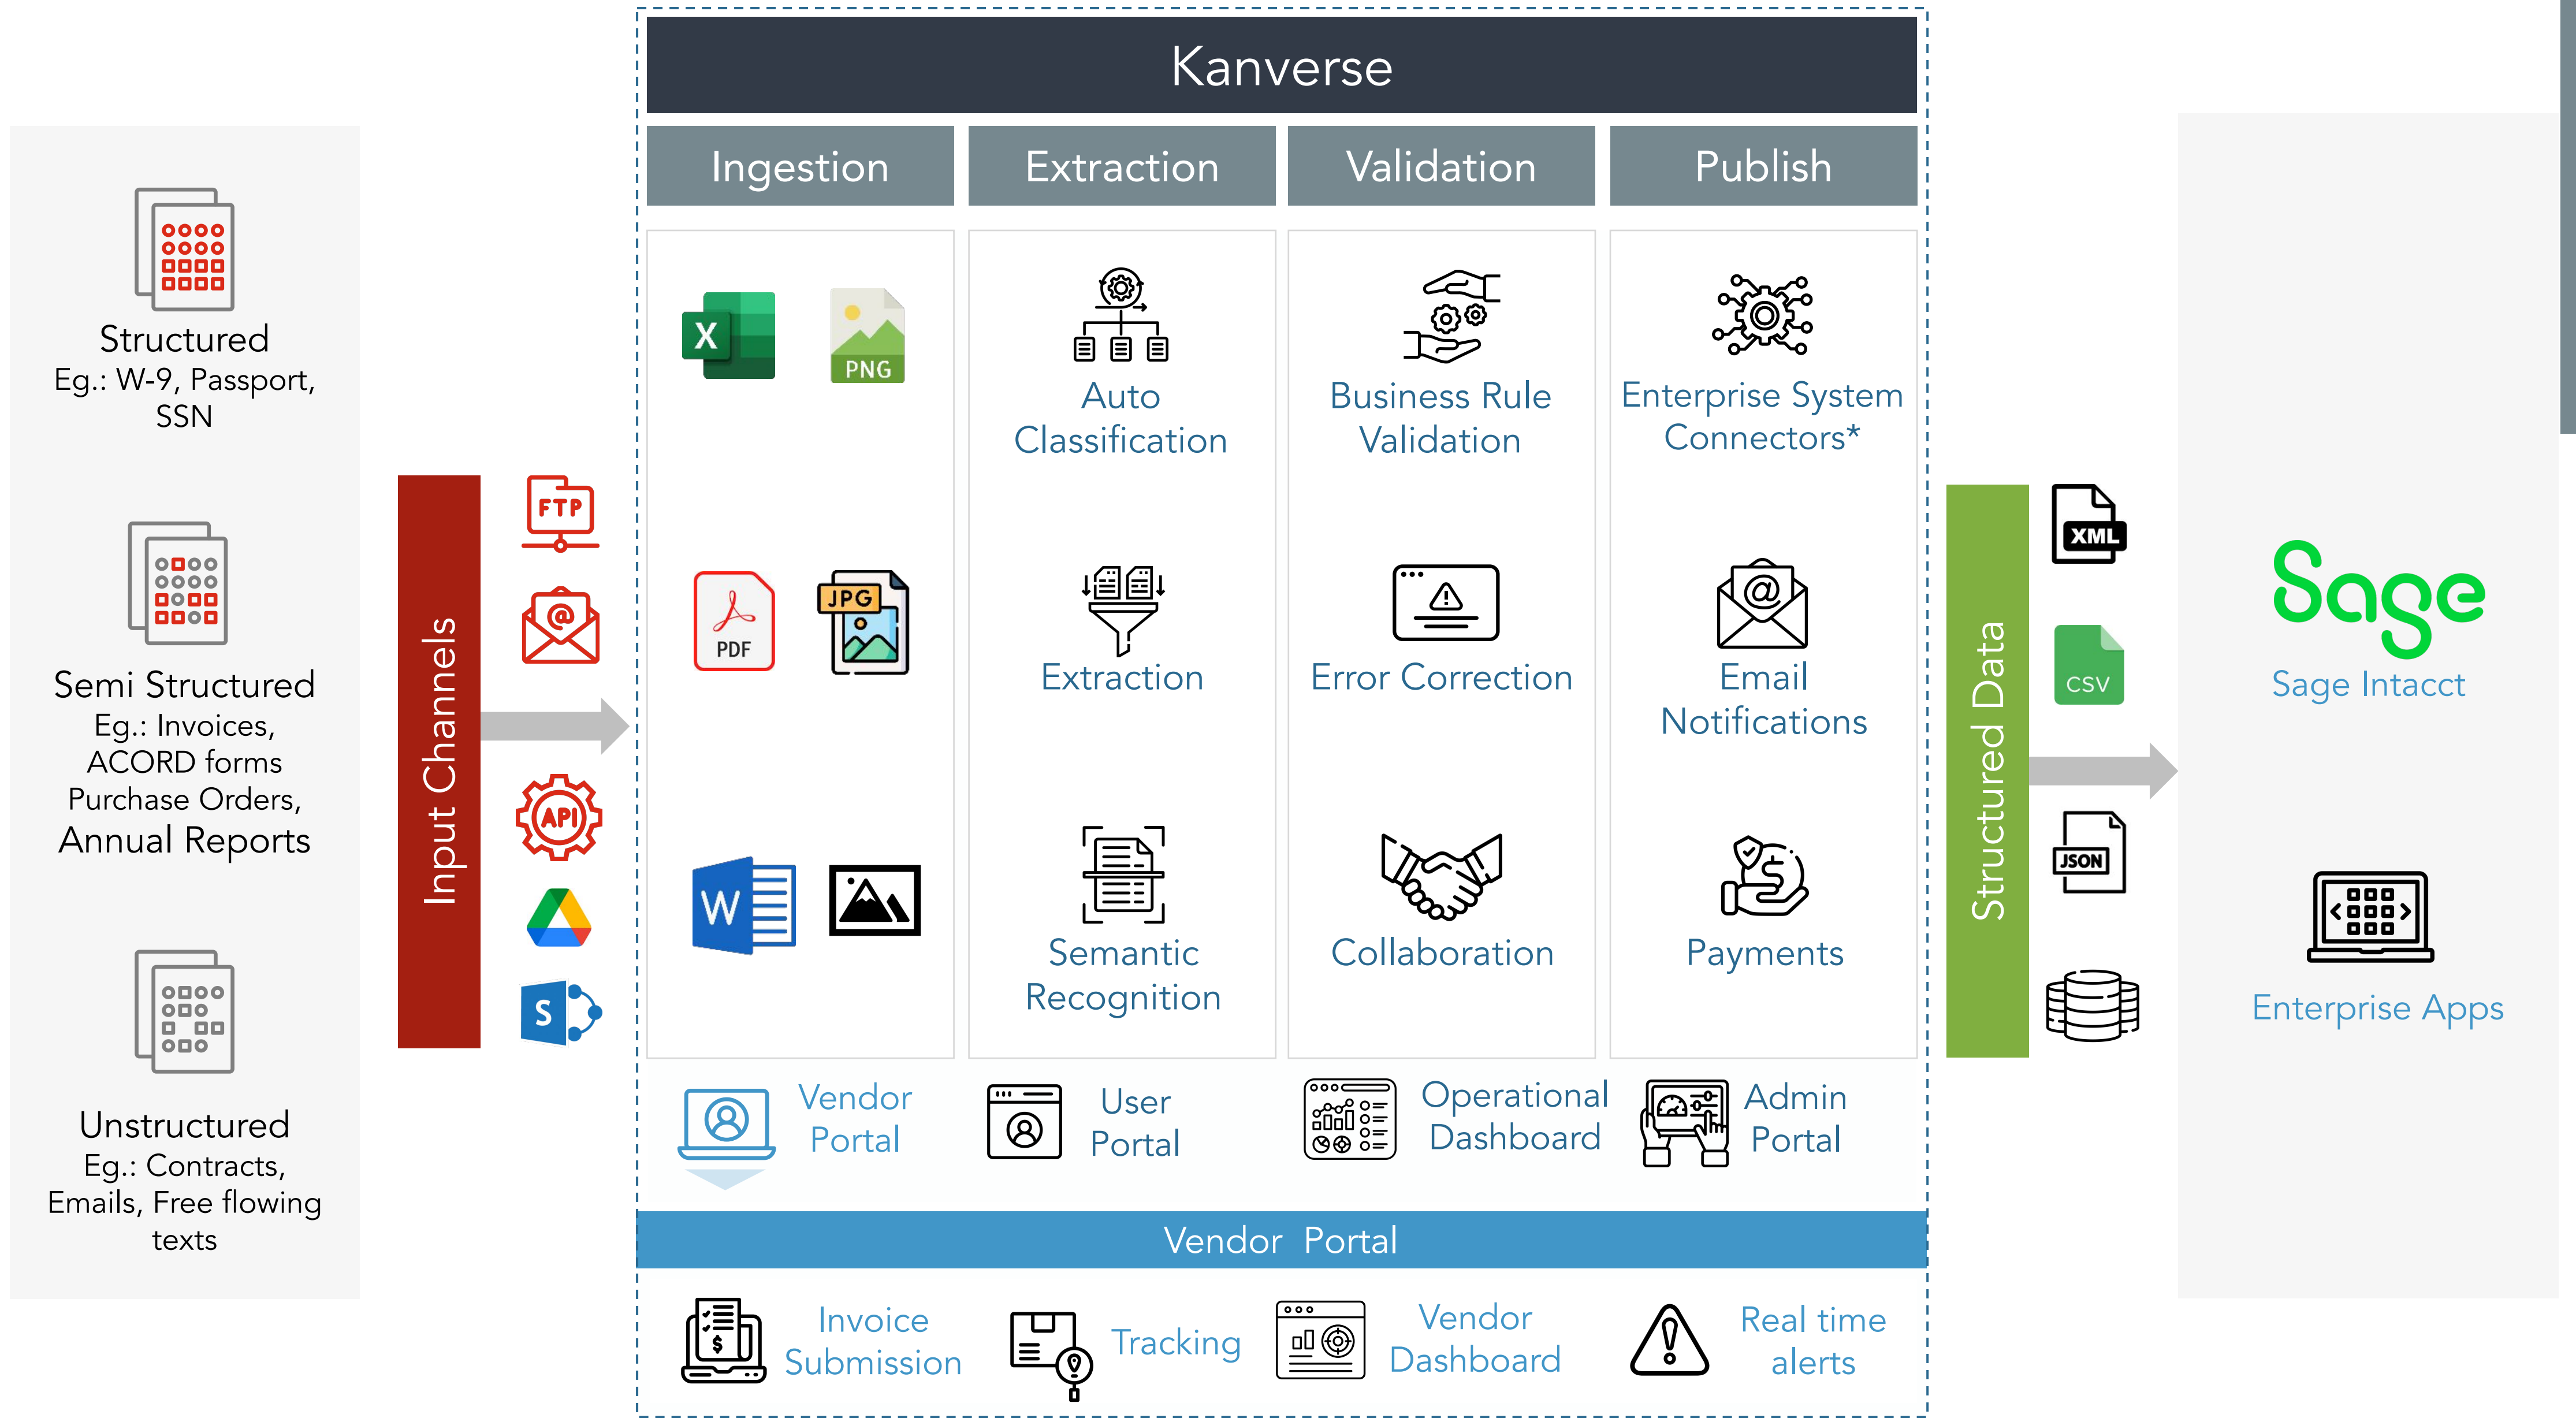 Kanverse
Ingestion
Extraction
Validation
Publish
Structured
Eg.: W-9, Passport,
SSN
Semi Structured
Eg.: Invoices,
ACORD forms
Purchase Orders,
Annual Reports
Unstructured
Eg.: Contracts,
Emails, Free flowing
texts
Input Channels
FTP
@
API
S
X
PNG
PDF
JPG
W
Auto
Classification
Extraction
Semantic
Recognition
Business Rule
Validation
Error Correction
Collaboration
Enterprise System
Connectors*
@
Email
Notifications
$
Payments
Vendor
Portal
User
Portal
Operational
Dashboard
Admin
Portal
Vendor Portal
$
Invoice
Submission
Tracking
Vendor
Dashboard
Real time
alerts
Structured Data
XML
CSV
JSON
Sage
Sage Intacct
Enterprise Apps